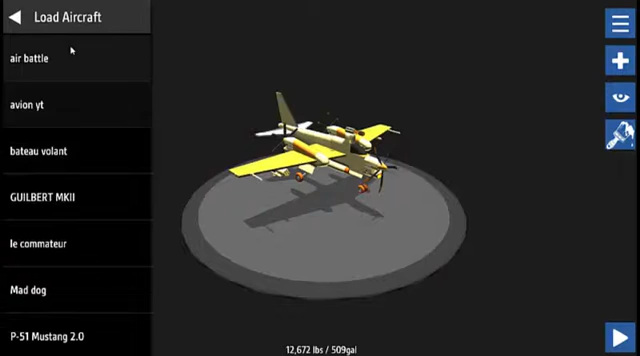 Load Aircraft
air battle
avion yt
bateau volant
GUILBERT MKII
le commateur
Mad dog
P-51 Mustang 2.0
12,672 lbs / 509gal